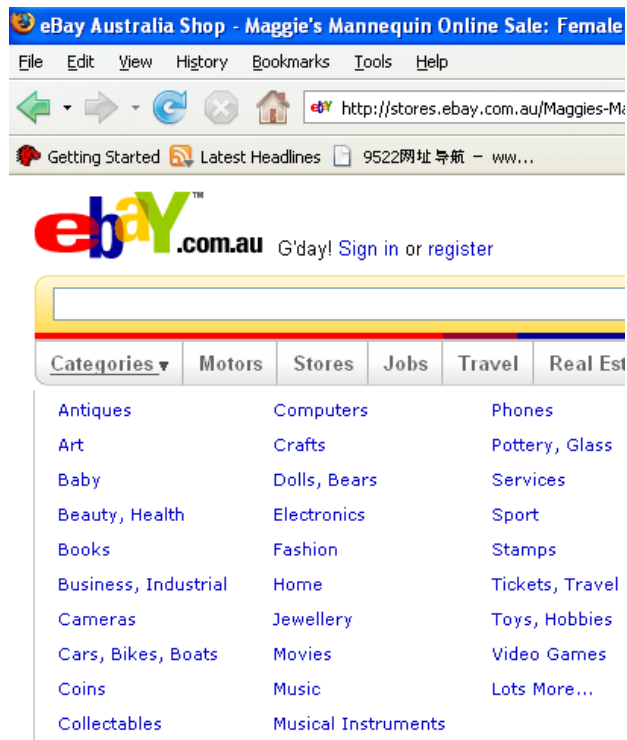 eBay Australia Shop - Maggie's Mannequin Online Sale: Female
File Edit View History Bookmarks Tools Help
http://stores.ebay.com.au/Maggies-Ma
Getting Started Latest Headlines 9522网址导航 - ww...
ebaY™.com.au G'day! Sign in or register
Categories Motors Stores Jobs Travel Real Est
Antiques Computers Phones
Art Crafts Pottery, Glass
Baby Dolls, Bears Services
Beauty, Health Electronics Sport
Books Fashion Stamps
Business, Industrial Home Tickets, Travel
Cameras Jewellery Toys, Hobbies
Cars, Bikes, Boats Movies Video Games
Coins Music Lots More...
Collectables Musical Instruments